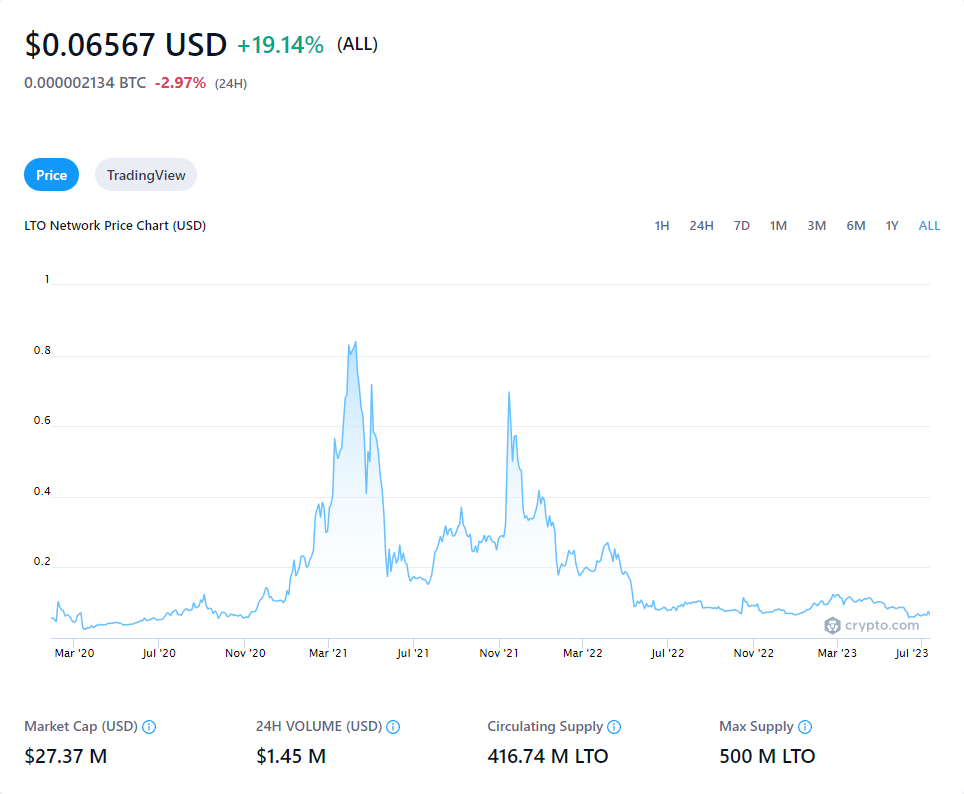 $0.06567 USD +19.14% (ALL)
0.000002134 BTC -2.97% (24H)
Price TradingView
LTO Network Price Chart (USD) 1H 24H 7D 1M 3M 6M 1Y ALL
1
0.8
0.6
0.4
0.2
crypto.com
Mar '20 Jul '20 Nov '20 Mar '21 Jul '21 Nov '21 Mar '22 Jul '22 Nov '22 Mar '23 Jul '23
Market Cap (USD) 24H VOLUME (USD) Circulating Supply Max Supply
$27.37 M $1.45 M 416.74 M LTO 500 M LTO